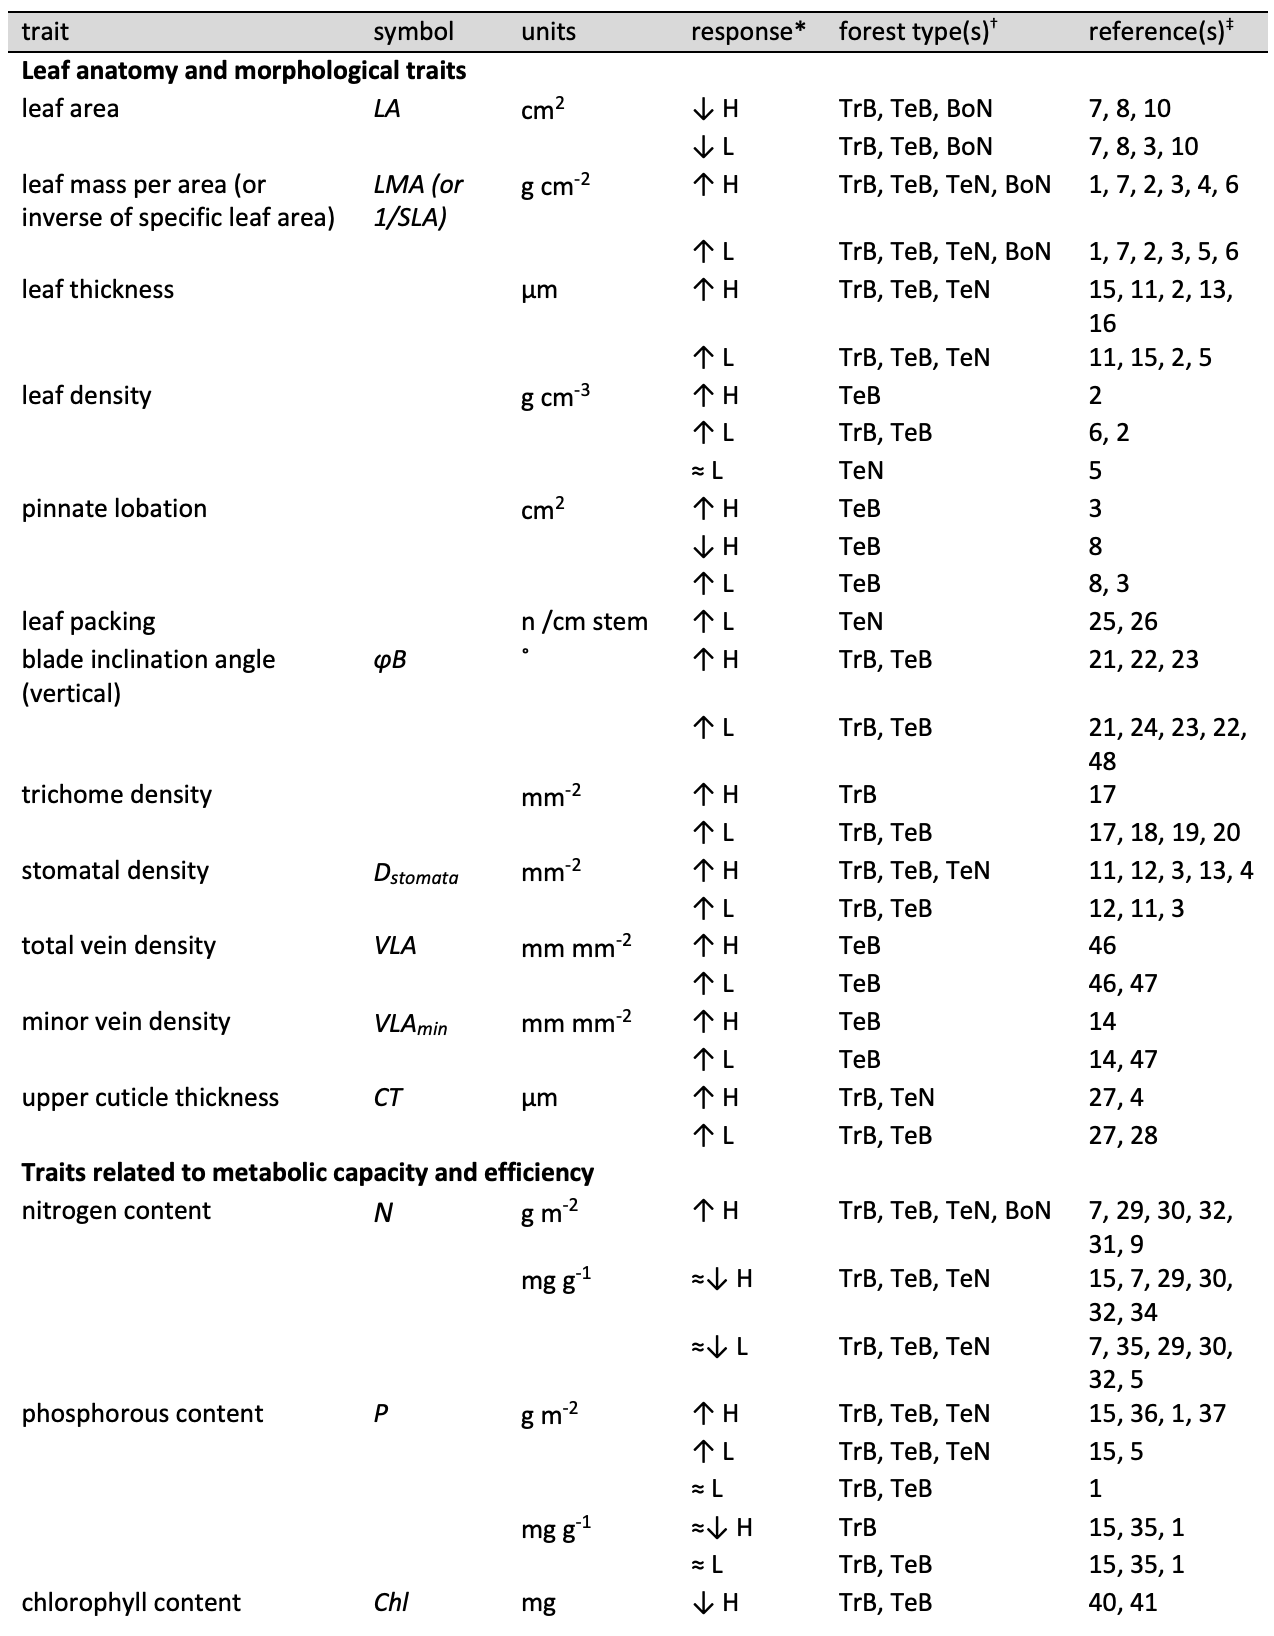 trait symbol units response* forest type(s)† reference(s)‡
Leaf anatomy and morphological traits
leaf area LA cm2 ↓ H TrB, TeB, BoN 7, 8, 10
↓ L TrB, TeB, BoN 7, 8, 3, 10
leaf mass per area (or LMA (or g cm-2 ↑ H TrB, TeB, TeN, BoN 1, 7, 2, 3, 4, 6
inverse of specific leaf area) 1/SLA)
↑ L TrB, TeB, TeN, BoN 1, 7, 2, 3, 5, 6
leaf thickness μm ↑ H TrB, TeB, TeN 15, 11, 2, 13,
16
↑ L TrB, TeB, TeN 11, 15, 2, 5
leaf density g cm-3 ↑ H TeB 2
↑ L TrB, TeB 6, 2
≈ L TeN 5
pinnate lobation cm2 ↑ H TeB 3
↓ H TeB 8
↑ L TeB 8, 3
leaf packing n /cm stem ↑ L TeN 25, 26
blade inclination angle φB ° ↑ H TrB, TeB 21, 22, 23
(vertical)
↑ L TrB, TeB 21, 24, 23, 22,
48
trichome density mm-2 ↑ H TrB 17
↑ L TrB, TeB 17, 18, 19, 20
stomatal density Dstomata mm-2 ↑ H TrB, TeB, TeN 11, 12, 3, 13, 4
↑ L TrB, TeB 12, 11, 3
total vein density VLA mm mm-2 ↑ H TeB 46
↑ L TeB 46, 47
minor vein density VLAmin mm mm-2 ↑ H TeB 14
↑ L TeB 14, 47
upper cuticle thickness CT μm ↑ H TrB, TeN 27, 4
↑ L TrB, TeB 27, 28
Traits related to metabolic capacity and efficiency
nitrogen content N g m-2 ↑ H TrB, TeB, TeN, BoN 7, 29, 30, 32,
31, 9
mg g-1 ≈↓ H TrB, TeB, TeN 15, 7, 29, 30,
32, 34
≈↓ L TrB, TeB, TeN 7, 35, 29, 30,
32, 5
phosphorous content P g m-2 ↑ H TrB, TeB, TeN 15, 36, 1, 37
↑ L TrB, TeB, TeN 15, 5
≈ L TrB, TeB 1
mg g-1 ≈↓ H TrB 15, 35, 1
≈ L TrB, TeB 15, 35, 1
chlorophyll content Chl mg ↓ H TrB, TeB 40, 41